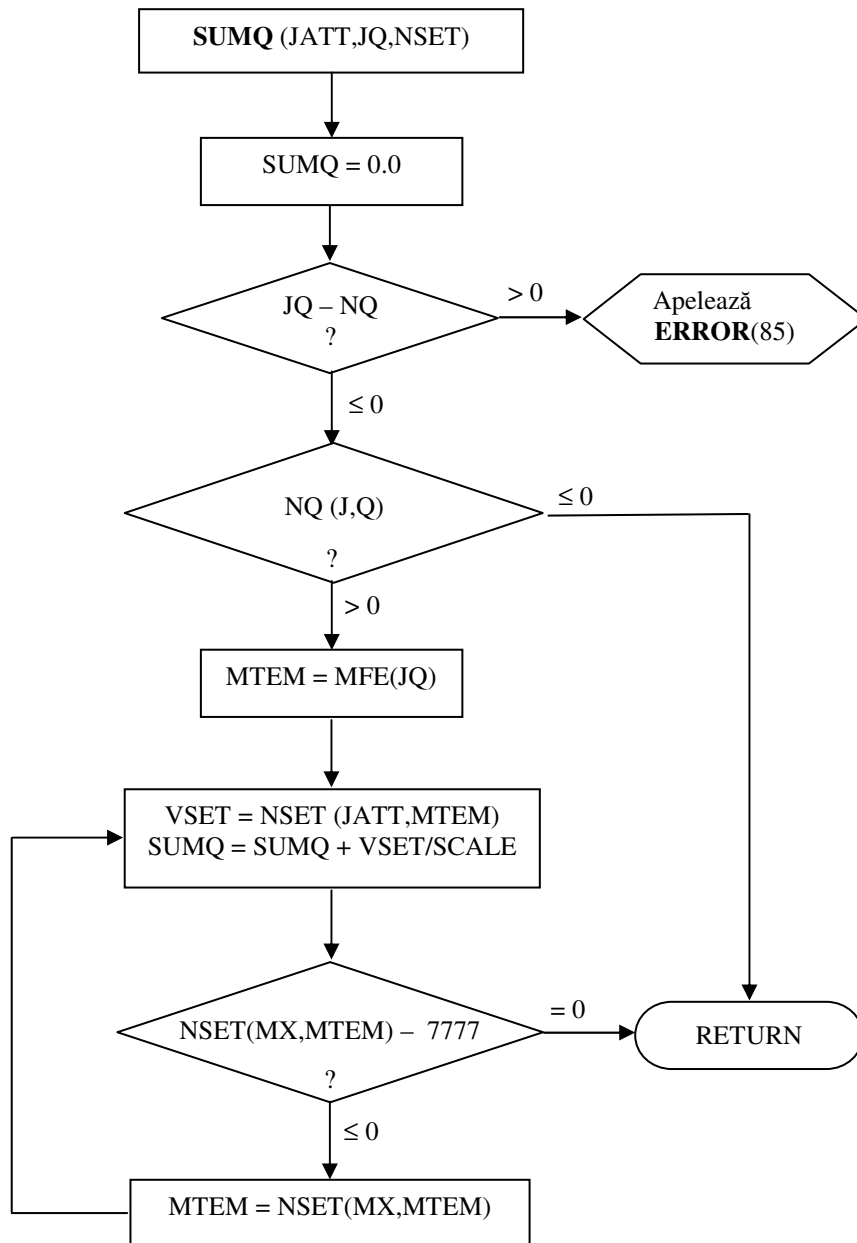 SUMQ (JATT,JQ,NSET)
SUMQ = 0.0
JQ – NQ
?
> 0
Apelează
ERROR(85)
≤ 0
NQ (J,Q)
?
≤ 0
> 0
MTEM = MFE(JQ)
VSET = NSET (JATT,MTEM)
SUMQ = SUMQ + VSET/SCALE
NSET(MX,MTEM) – 7777
?
= 0
RETURN
≤ 0
MTEM = NSET(MX,MTEM)